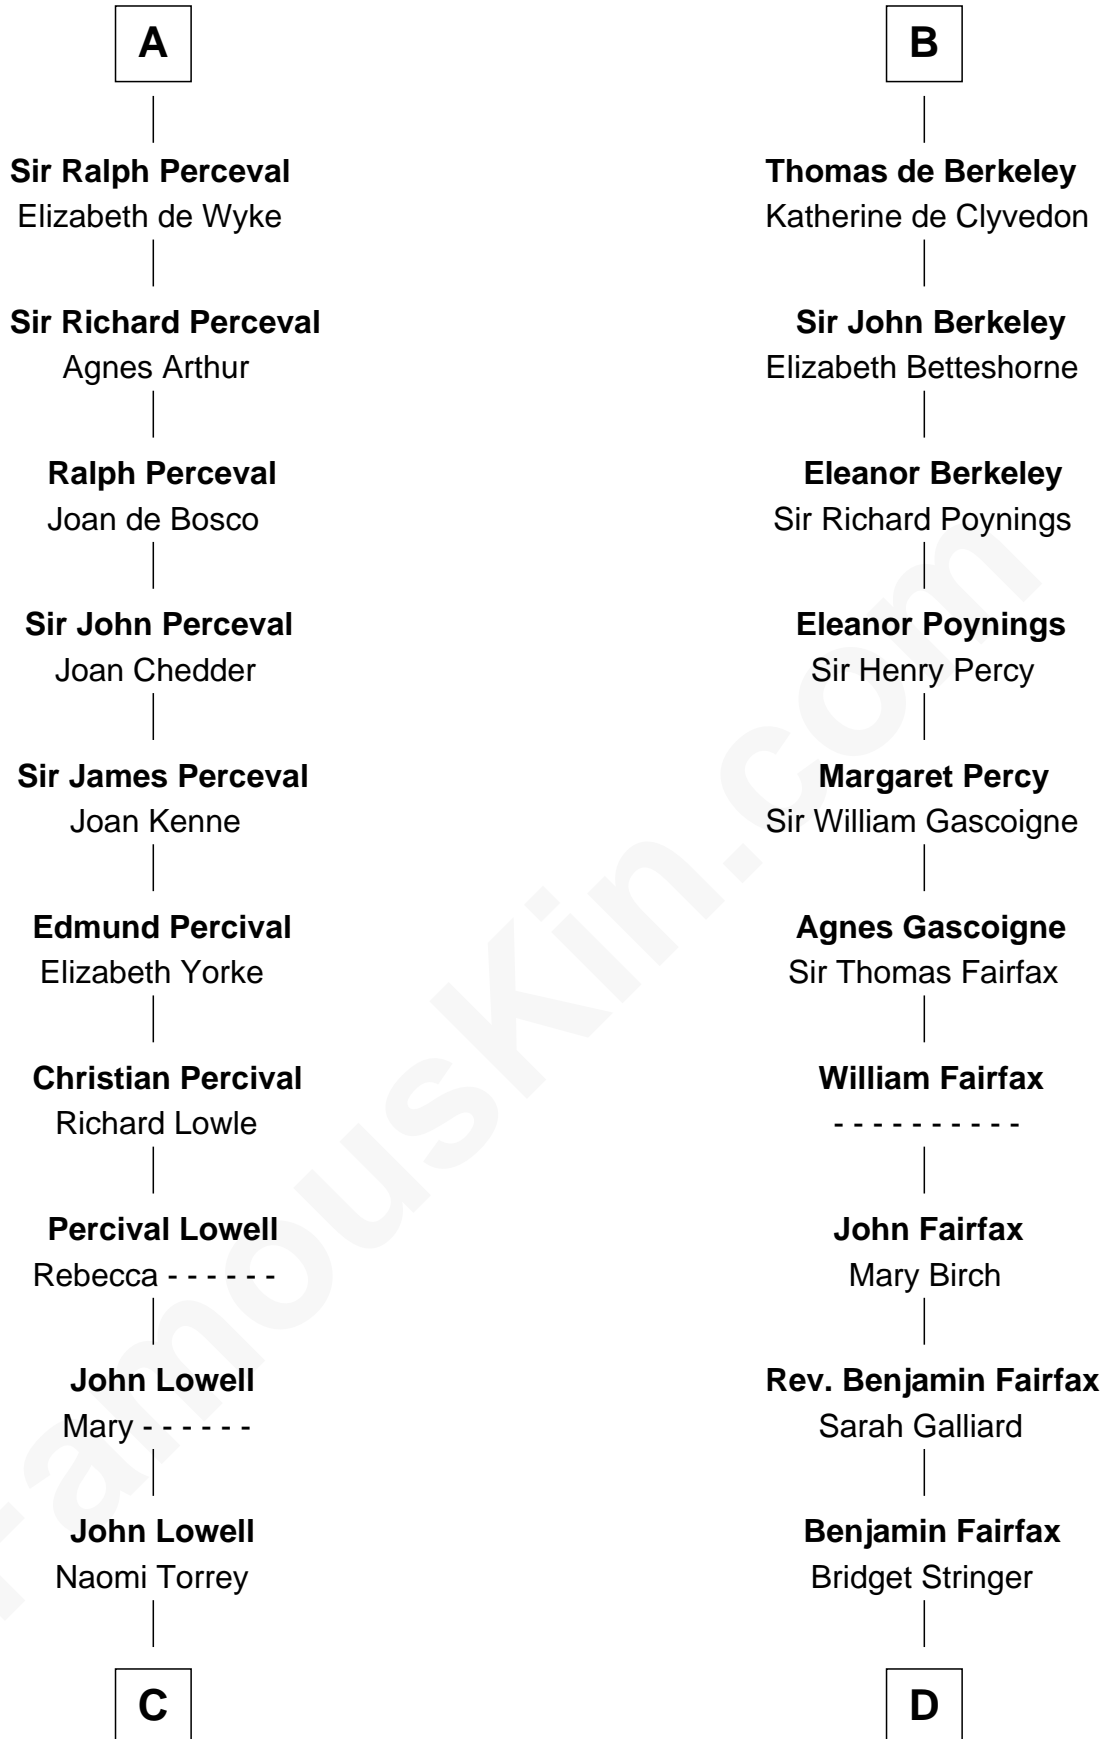 A
Sir Ralph Perceval
Elizabeth de Wyke
Sir Richard Perceval
Agnes Arthur
Ralph Perceval
Joan de Bosco
Sir John Perceval
Joan Chedder
Sir James Perceval
Joan Kenne
Edmund Percival
Elizabeth Yorke
Christian Percival
Richard Lowle
Percival Lowell
Rebecca - - - - - -
John Lowell
Mary - - - - - -
John Lowell
Naomi Torrey
C
B
Thomas de Berkeley
Katherine de Clyvedon
Sir John Berkeley
Elizabeth Betteshorne
Eleanor Berkeley
Sir Richard Poynings
Eleanor Poynings
Sir Henry Percy
Margaret Percy
Sir William Gascoigne
Agnes Gascoigne
Sir Thomas Fairfax
William Fairfax
- - - - - - - - - -
John Fairfax
Mary Birch
Rev. Benjamin Fairfax
Sarah Galliard
Benjamin Fairfax
Bridget Stringer
D
FamousKin.com